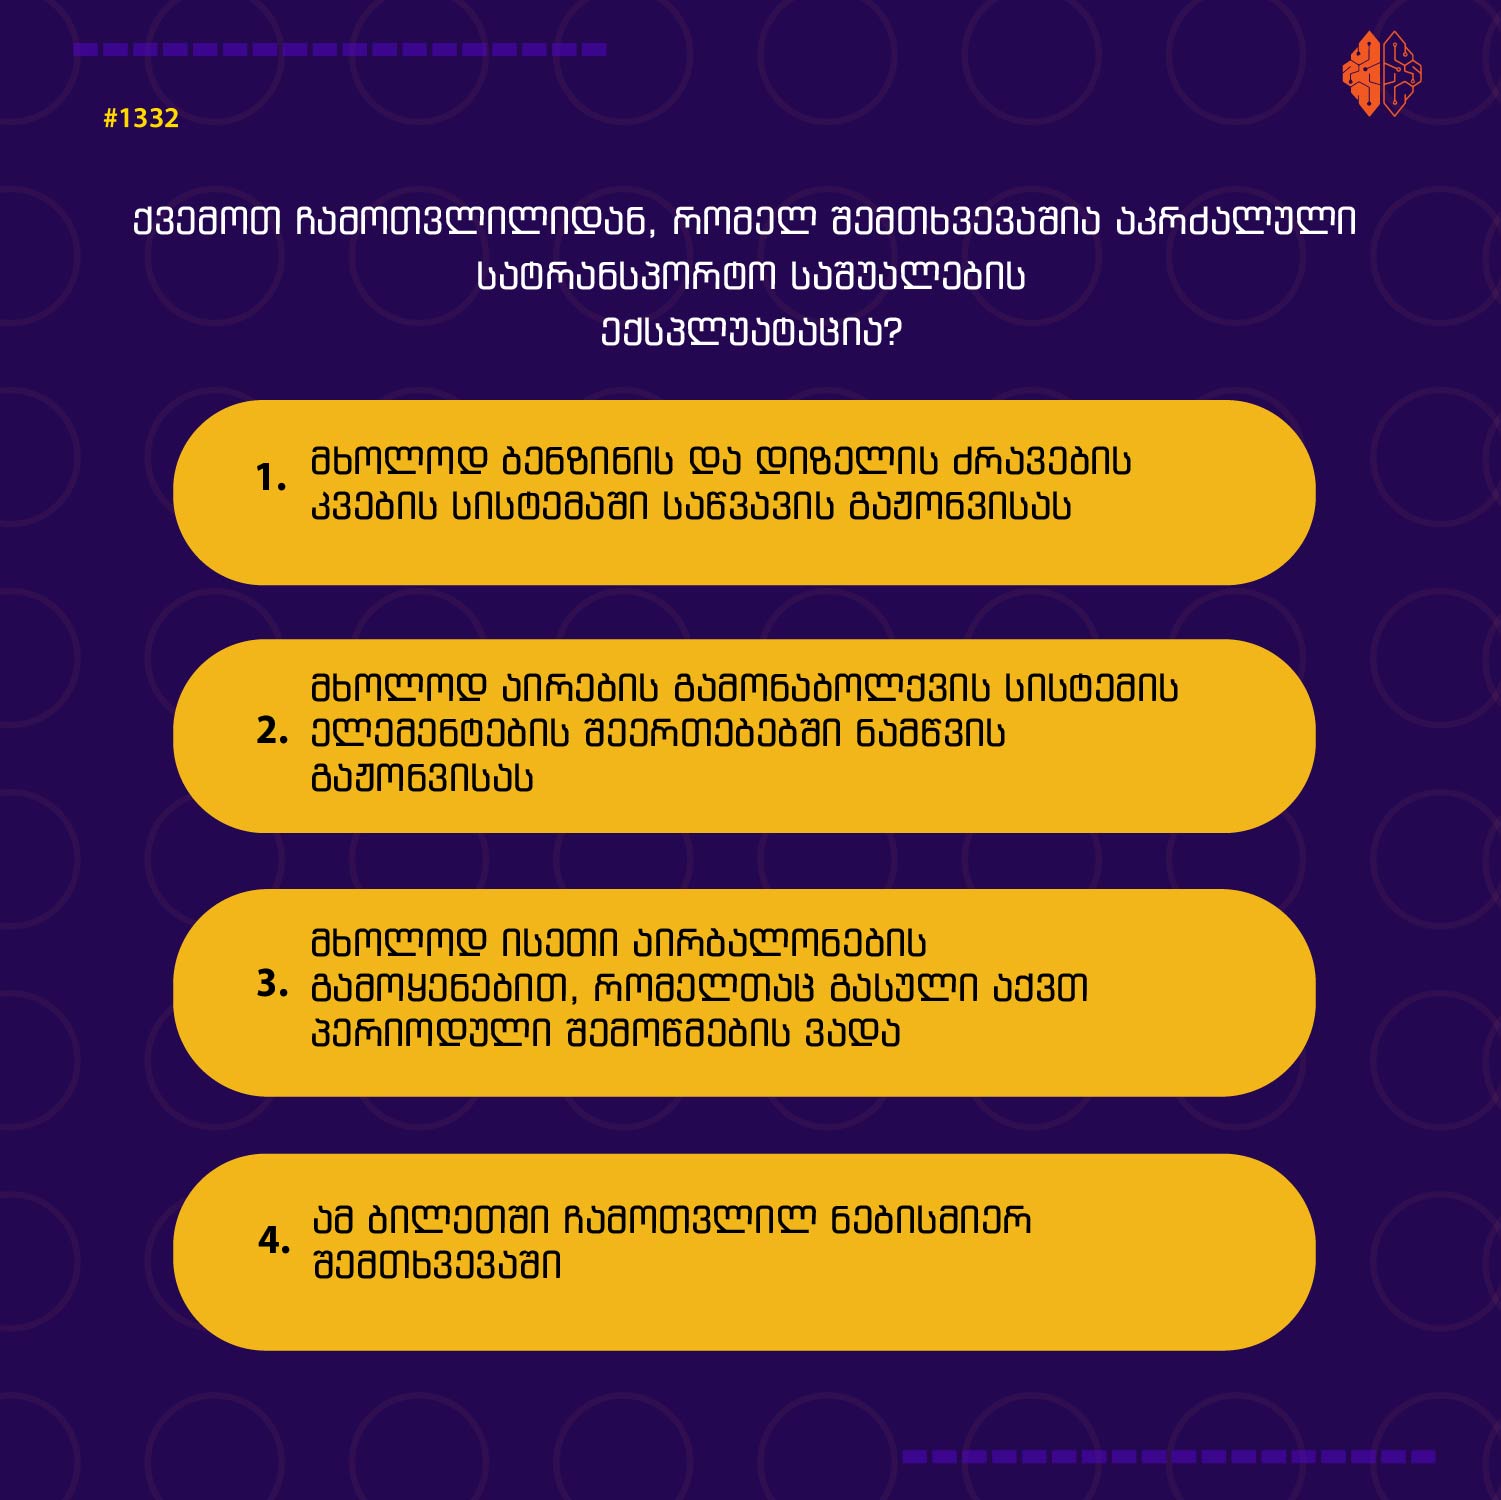 #1332
ქვემოთ ჩამოთვლილიდან, რომელ შემთხვევაშია აკრძალული
სატრანსპორტო საშუალების
ექსპლუატაცია?
1. მხოლოდ ბენზინის და დიზელის ძრავების
კვების სისტემაში საწვავის გაჟონვისას
მხოლოდ აირების გამონაბოლქვის სისტემის
2. ელემენტების შეერთებებში ნამწვის
გაჟონვისას
მხოლოდ ისეთი აირბალონების
3. გამოყენებით, რომელთაც გასული აქვთ
პერიოდული შემოწმების ვადა
4. ამ ბილეთში ჩამოთვლილ ნებისმიერ
შემთხვევაში